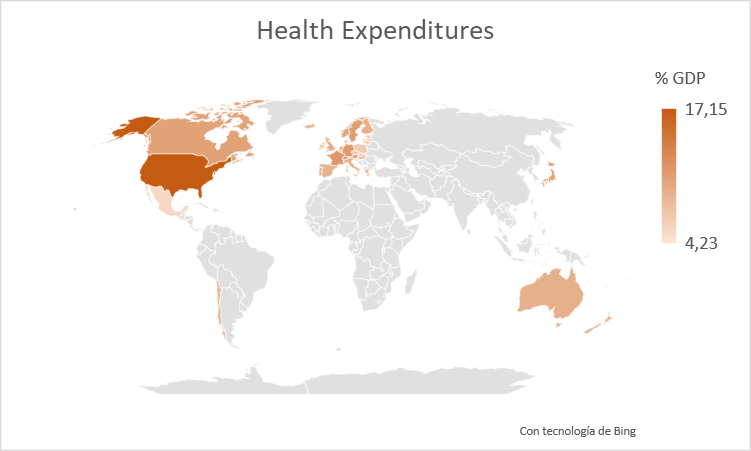 Health Expenditures
% GDP
17,15
4,23
Con tecnología de Bing